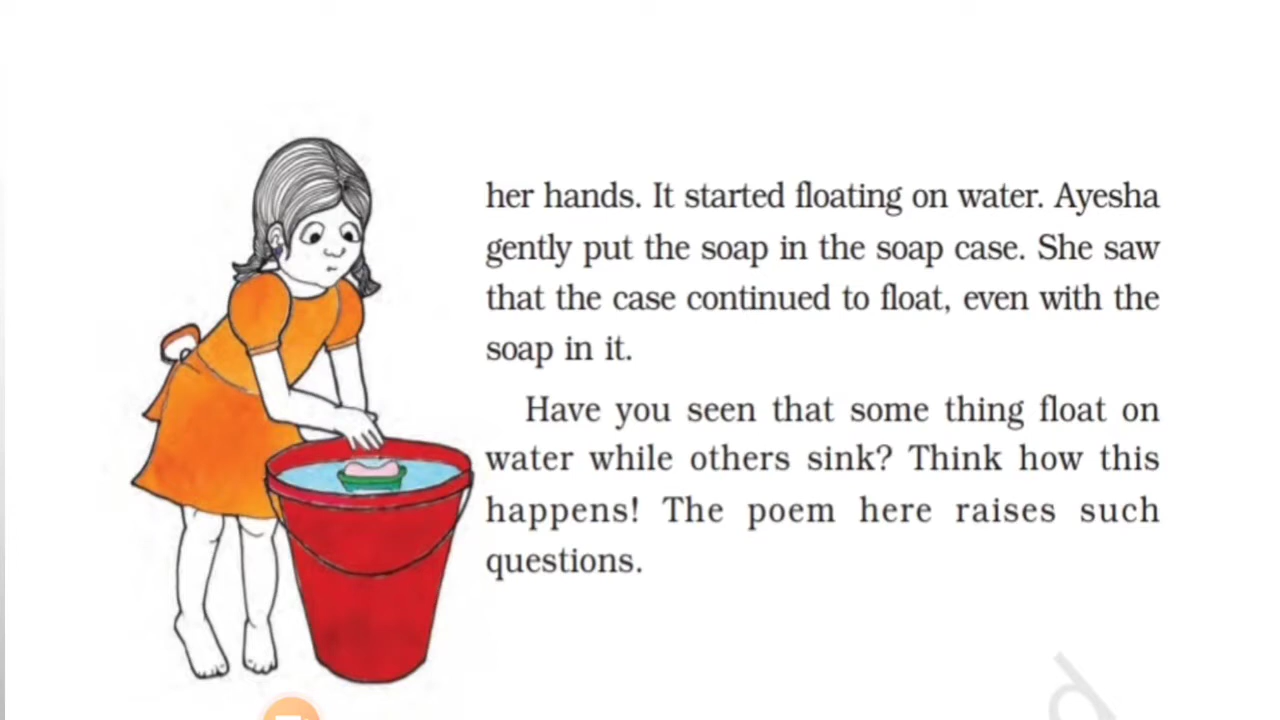 her hands. It started floating on water. Ayesha
gently put the soap in the soap case. She saw
that the case continued to float, even with the
soap in it.
Have you seen that some thing float on
water while others sink? Think how this
happens! The poem here raises such
questions.
d